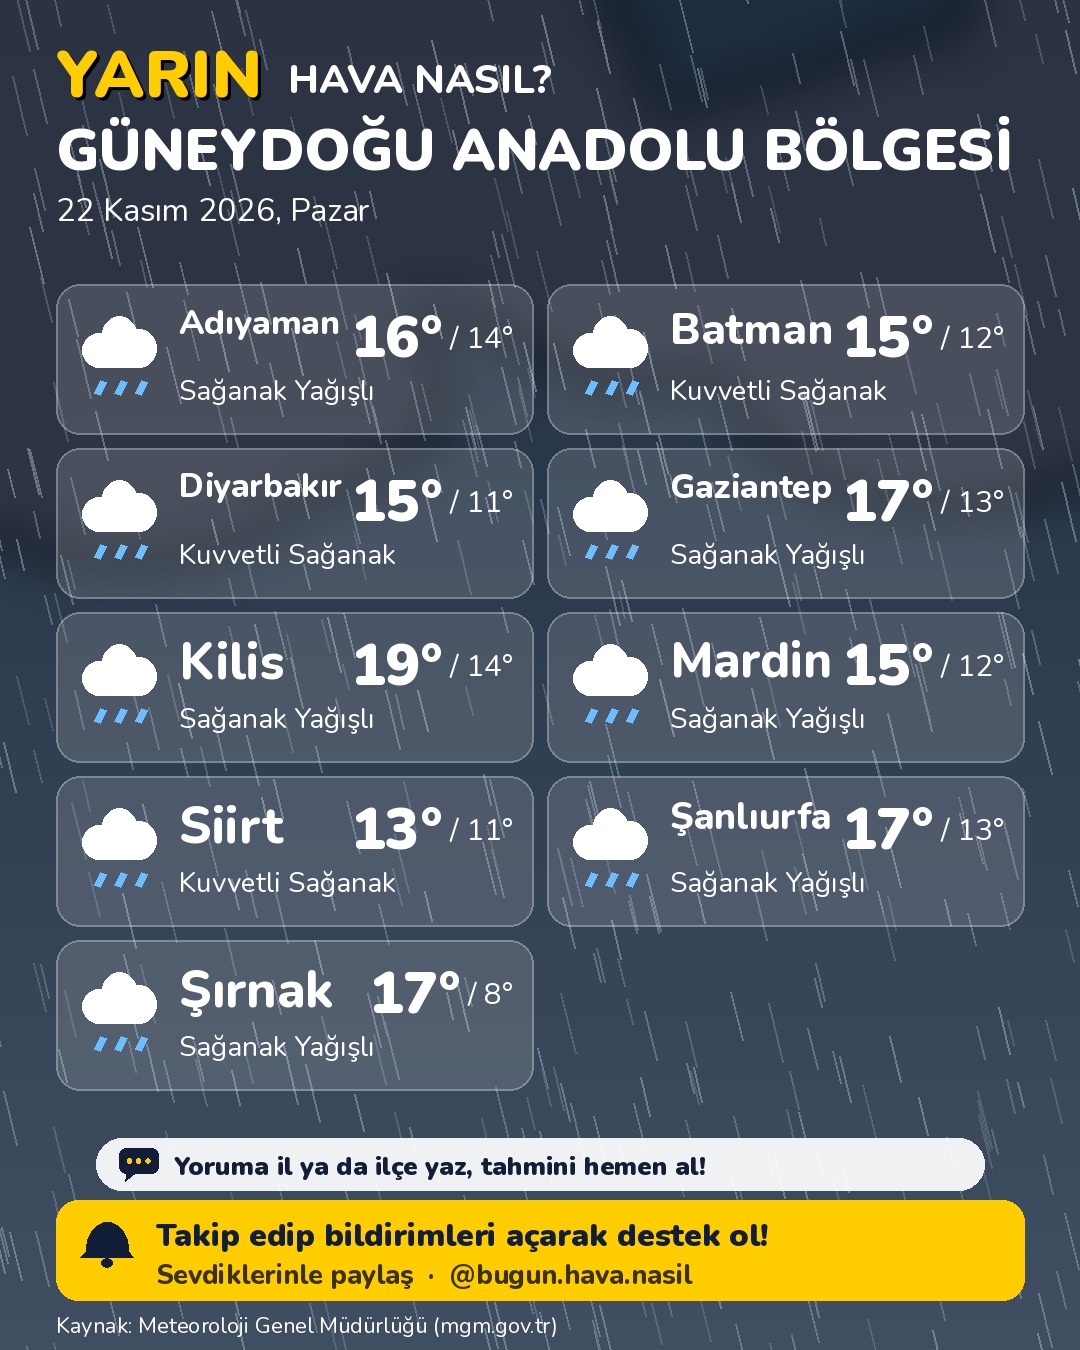 YARIN HAVA NASIL?
GÜNEYDOĞU ANADOLU BÖLGESİ
22 Kasım 2026, Pazar
Adıyaman 16° / 14°
Sağanak Yağışlı
Batman 15° / 12°
Kuvvetli Sağanak
Diyarbakır 15° / 11°
Kuvvetli Sağanak
Gaziantep 17° / 13°
Sağanak Yağışlı
Kilis 19° / 14°
Sağanak Yağışlı
Mardin 15° / 12°
Sağanak Yağışlı
Siirt 13° / 11°
Kuvvetli Sağanak
Şanlıurfa 17° / 13°
Sağanak Yağışlı
Şırnak 17° / 8°
Sağanak Yağışlı
Yoruma il ya da ilçe yaz, tahmini hemen al!
Takip edip bildirimleri açarak destek ol!
Sevdiklerinle paylaş · @bugun.hava.nasil
Kaynak: Meteoroloji Genel Müdürlüğü (mgm.gov.tr)